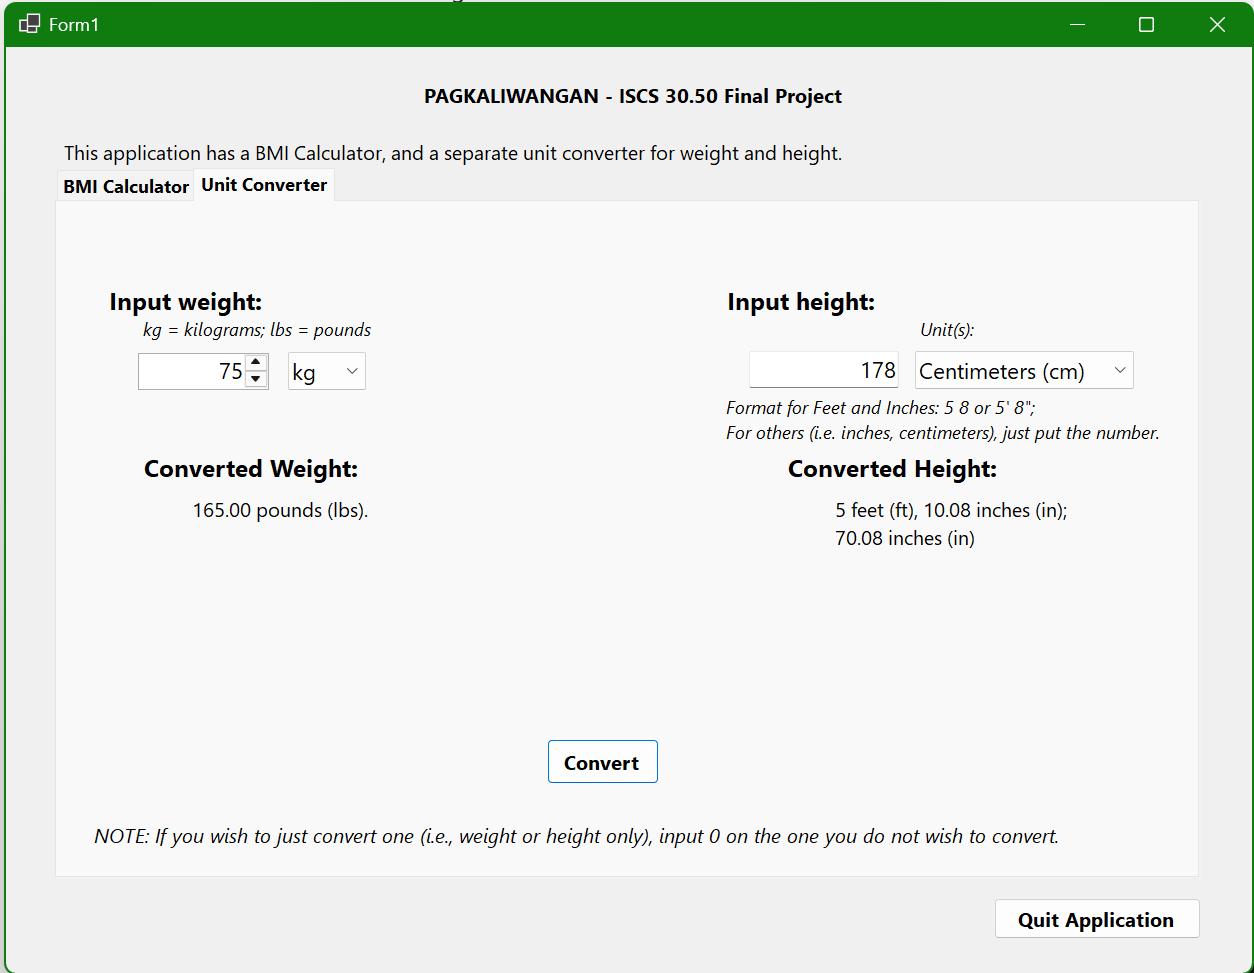 Form1
PAGKALIWANGAN - ISCS 30.50 Final Project
This application has a BMI Calculator, and a separate unit converter for weight and height.
BMI Calculator Unit Converter
Input weight:
kg = kilograms; lbs = pounds
75 kg
Converted Weight:
165.00 pounds (lbs).
Input height:
Unit(s):
178 Centimeters (cm)
Format for Feet and Inches: 5 8 or 5' 8";
For others (i.e. inches, centimeters), just put the number.
Converted Height:
5 feet (ft), 10.08 inches (in);
70.08 inches (in)
Convert
NOTE: If you wish to just convert one (i.e., weight or height only), input 0 on the one you do not wish to convert.
Quit Application